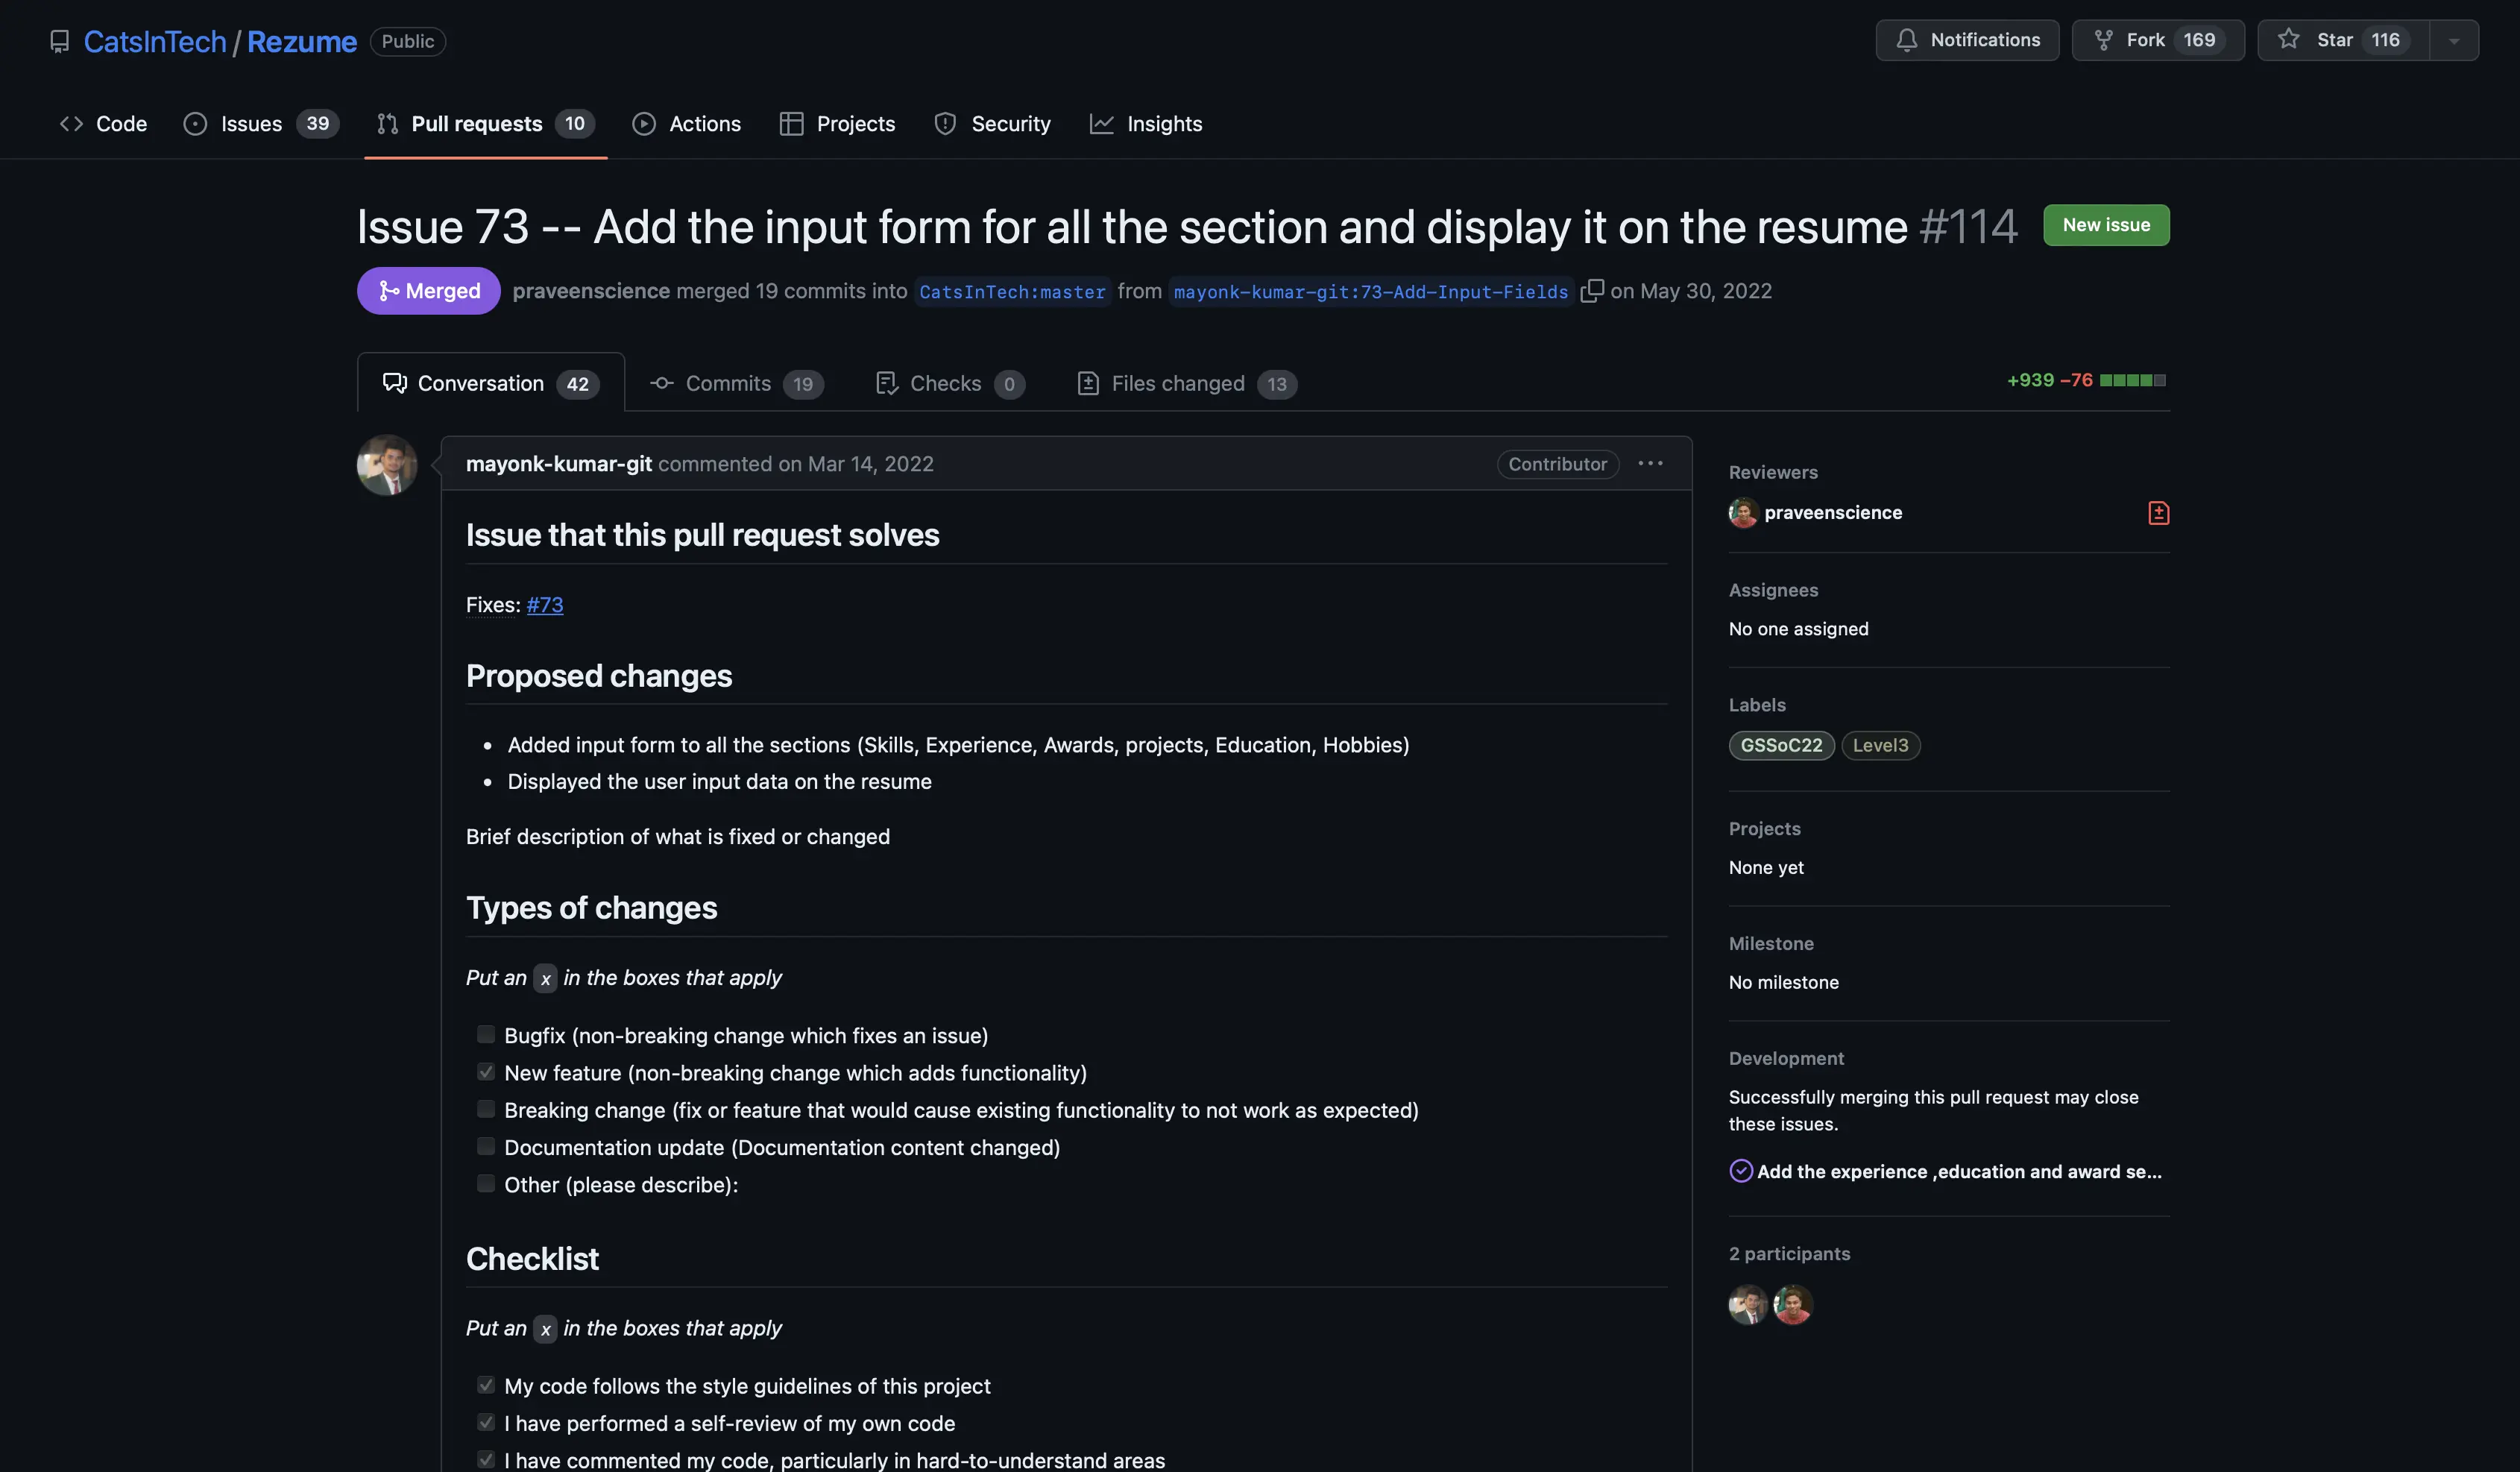 CatsInTech / Rezume Public
Notifications Fork 169 Star 116
Code Issues 39 Pull requests 10 Actions Projects Security Insights
Issue 73 -- Add the input form for all the section and display it on the resume #114 New issue
Merged praveenscience merged 19 commits into CatsInTech:master from mayonk-kumar-git:73-Add-Input-Fields on May 30, 2022
Conversation 42 Commits 19 Checks 0 Files changed 13 +939 −76
mayonk-kumar-git commented on Mar 14, 2022 Contributor ...
Issue that this pull request solves
Fixes: #73
Proposed changes
• Added input form to all the sections (Skills, Experience, Awards, projects, Education, Hobbies)
• Displayed the user input data on the resume
Brief description of what is fixed or changed
Types of changes
Put an x in the boxes that apply
Bugfix (non-breaking change which fixes an issue)
New feature (non-breaking change which adds functionality)
Breaking change (fix or feature that would cause existing functionality to not work as expected)
Documentation update (Documentation content changed)
Other (please describe):
Checklist
Put an x in the boxes that apply
My code follows the style guidelines of this project
I have performed a self-review of my own code
I have commented my code, particularly in hard-to-understand areas
Reviewers
praveenscience
Assignees
No one assigned
Labels
GSSoC22 Level3
Projects
None yet
Milestone
No milestone
Development
Successfully merging this pull request may close
these issues.
Add the experience ,education and award se...
2 participants